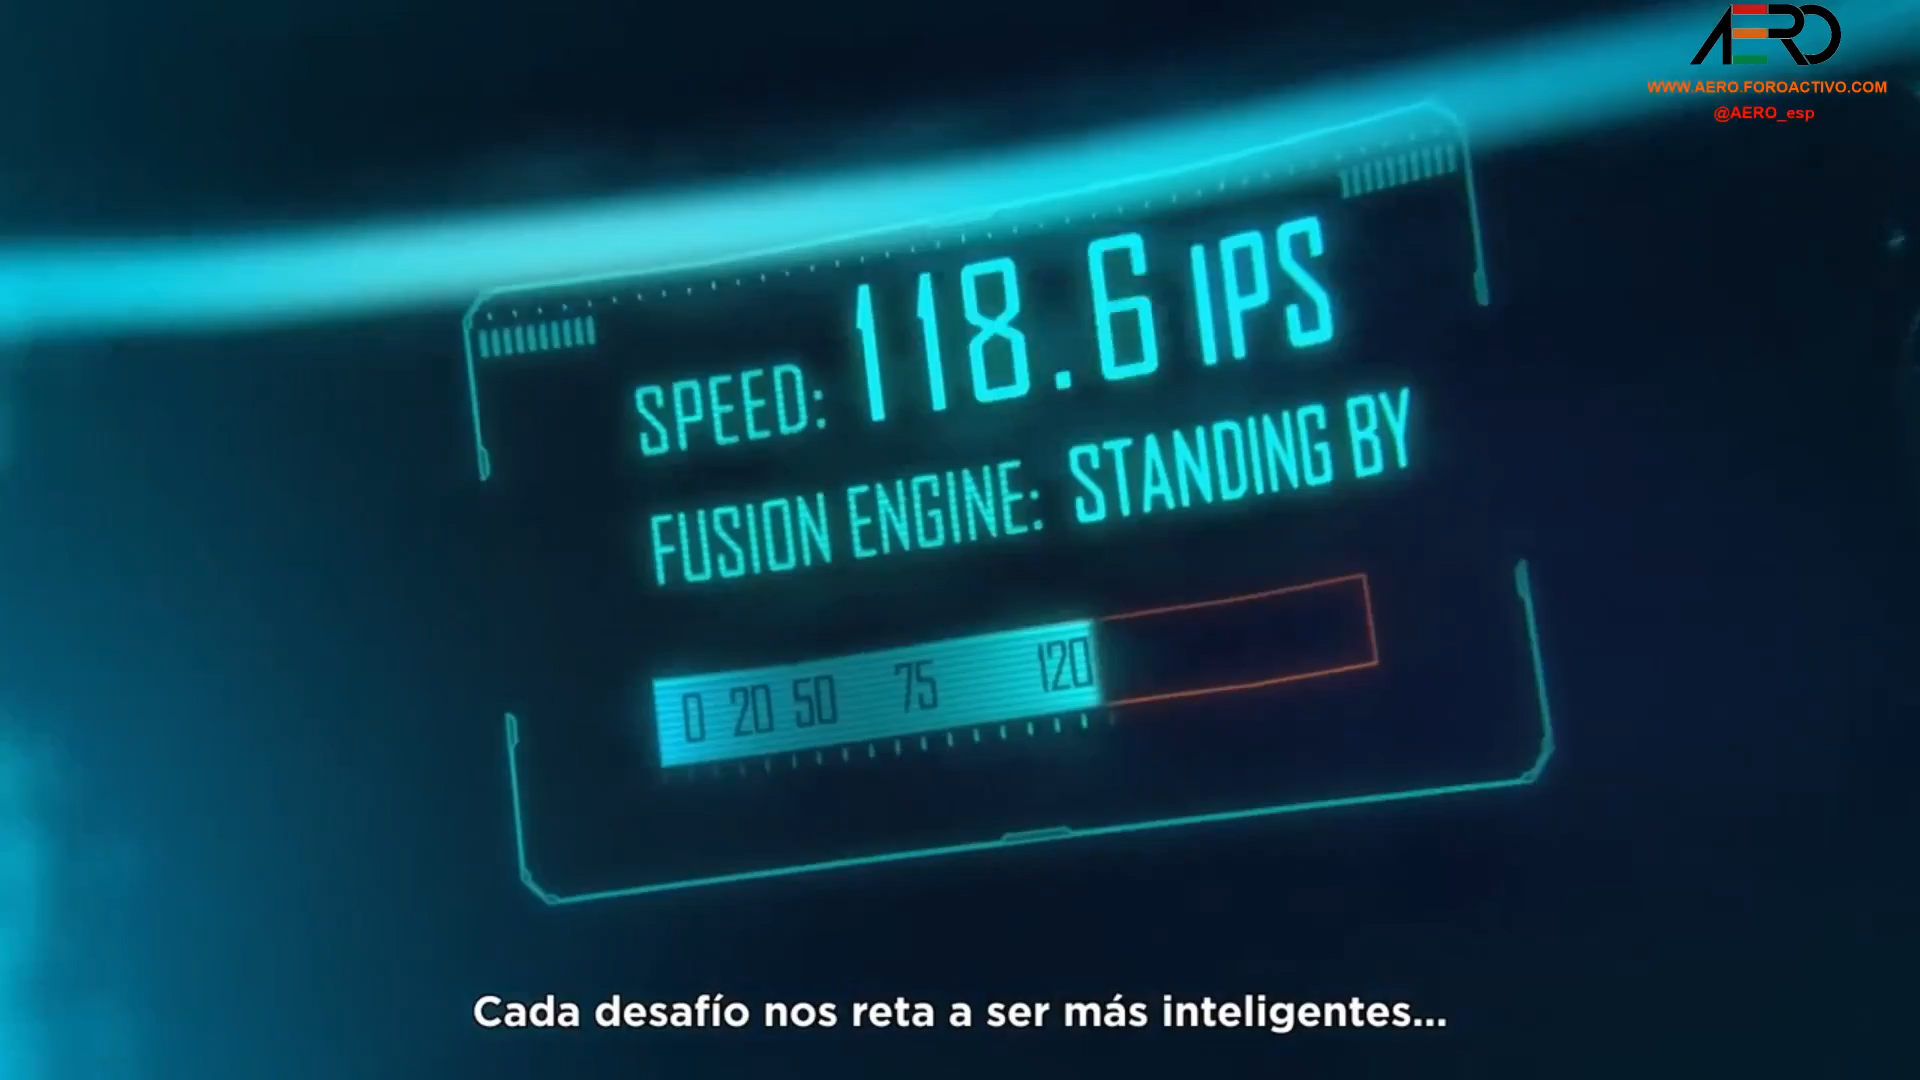 AERO
WWW.AERO.FOROACTIVO.COM
@AERO_esp
SPEED: 118.6 IPS
FUSION ENGINE: STANDING BY
0 20 50 75 120
Cada desafío nos reta a ser más inteligentes...